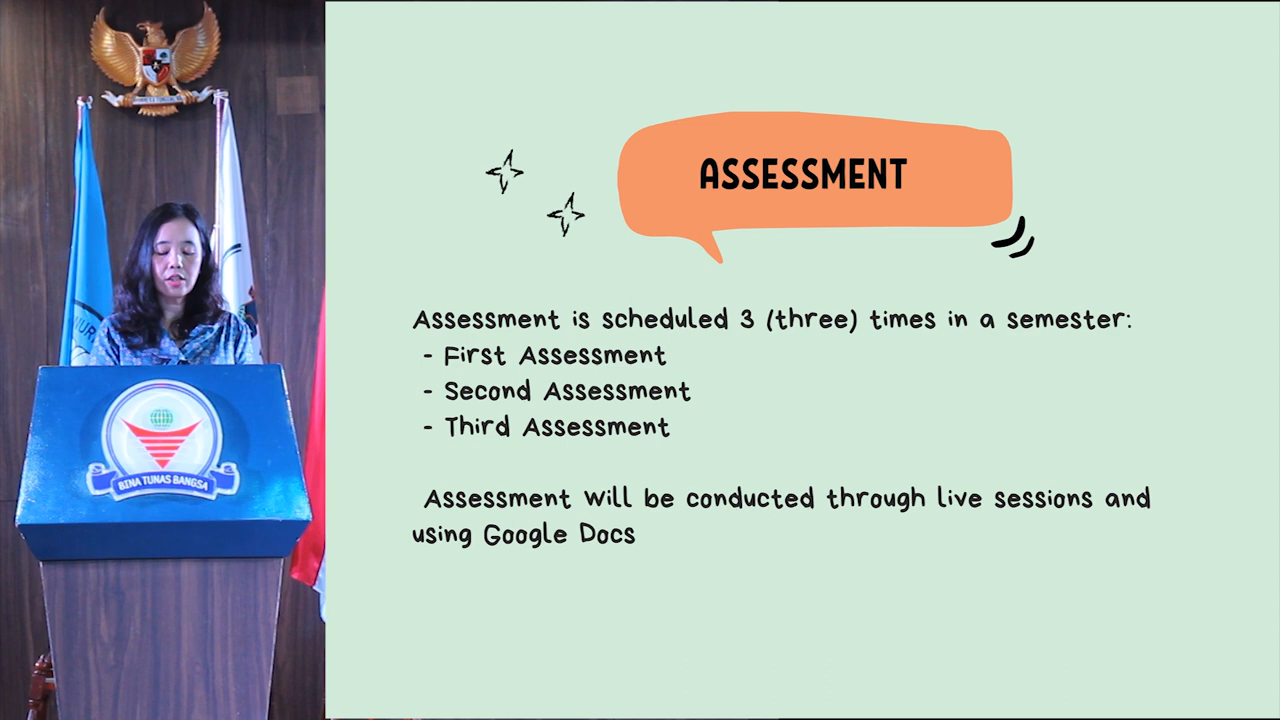 BINA TUNAS BANGSA
ASSESSMENT
Assessment is scheduled 3 (three) times in a semester:
- First Assessment
- Second Assessment
- Third Assessment
Assessment will be conducted through live sessions and
using Google Docs